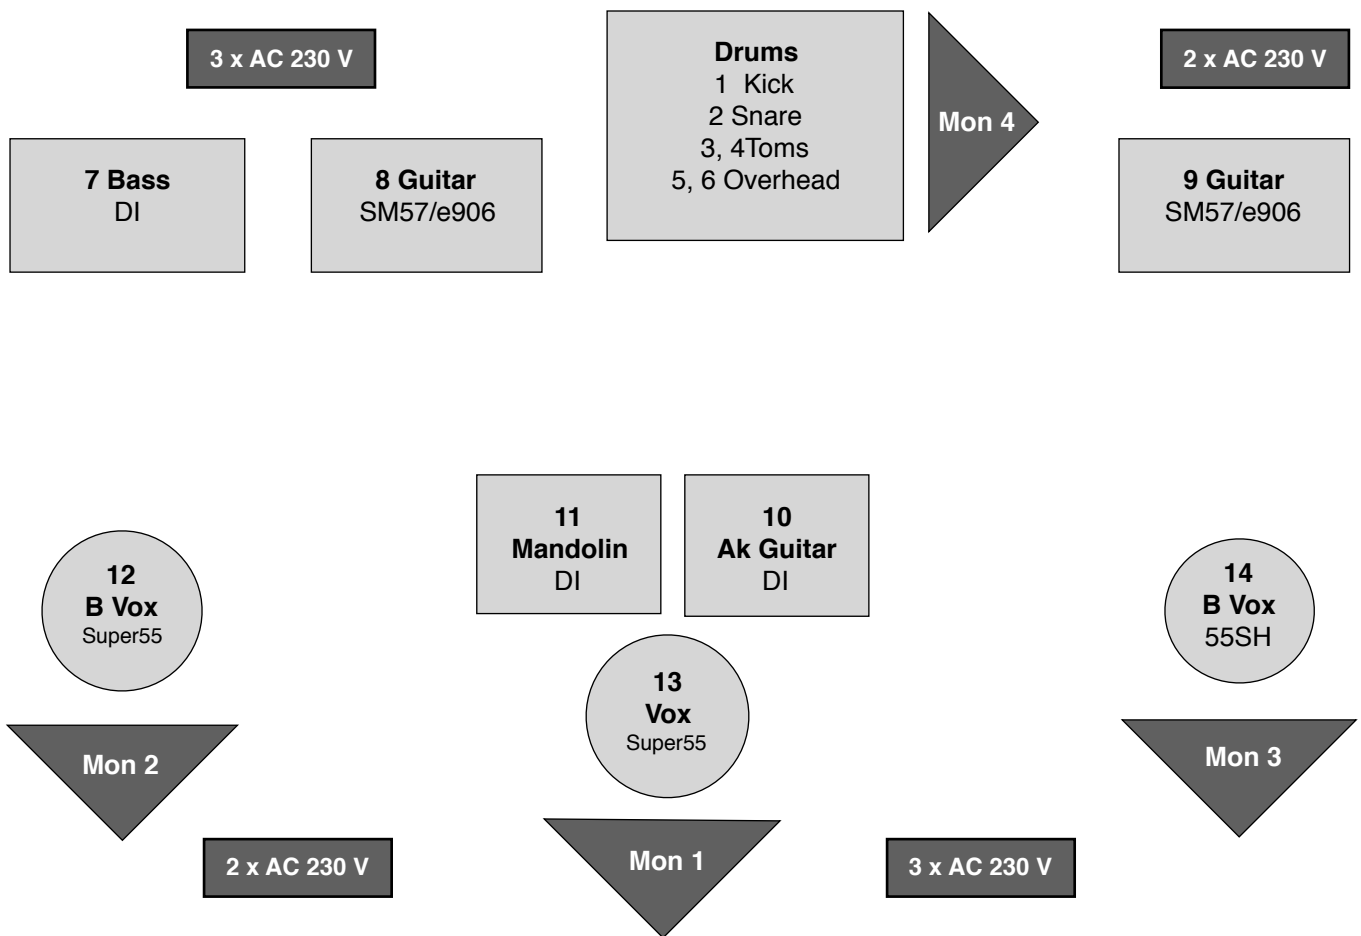 3 x AC 230 V
Drums
1  Kick
2 Snare
3, 4Toms
5, 6 Overhead
Mon 4
2 x AC 230 V
7 Bass
DI
8 Guitar
SM57/e906
9 Guitar
SM57/e906
11
Mandolin
DI
10
Ak Guitar
DI
12
B Vox
Super55
14
B Vox
55SH
13
Vox
Super55
Mon 2
Mon 3
2 x AC 230 V
Mon 1
3 x AC 230 V